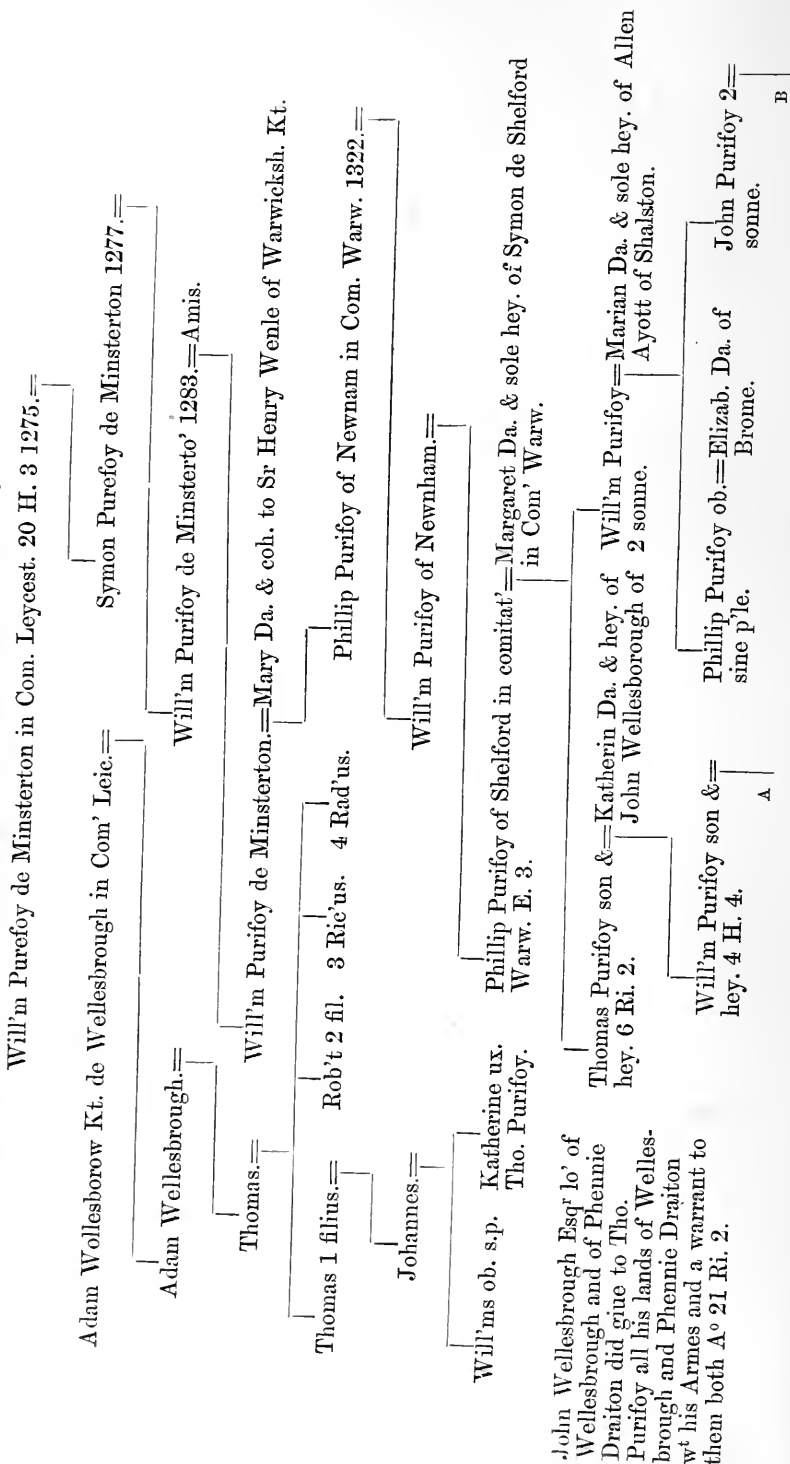 Will'm Purefoy de Minsterton in Com. Leycest. 20 H. 3 1275.=
Symon Purefoy de Minsterton 1277.=
Adam Wollesborow Kt. de Wellesbrough in Com' Leic.=
Will'm Purifoy de Minsterto' 1283.=Amis.
Adam Wellesbrough.=
Will'm Purifoy de Minsterton.=Mary Da. & coh. to Sr Henry Wenle of Warwicksh. Kt.
Thomas.=
Phillip Purifoy of Newnam in Com. Warw. 1322.=
Thomas 1 filius.=
Rob't 2 fil.
3 Ric'us.
4 Rad'us.
Will'm Purifoy of Newnham.=
Johannes.=
Phillip Purifoy of Shelford in comitat'=Margaret Da. & sole hey. of Symon de Shelford
Warw. E. 3.
in Com' Warw.
Will'ms ob. s.p.
Katherine ux.
Tho. Purifoy.
Thomas Purifoy son &=Katherin Da. & hey. of
hey. 6 Ri. 2.
John Wellesborough of
Will'm Purifoy=Marian Da. & sole hey. of Allen
2 sonne.
Ayott of Shalston.
John Wellesbrough Esqr lo' of
Wellesbrough and of Phennie
Draiton did giue to Tho.
Purifoy all his lands of Welles-
brough and Phennie Draiton
wt his Armes and a warrant to
them both Ao 21 Ri. 2.
Will'm Purifoy son &=
hey. 4 H. 4.
A
Phillip Purifoy ob.=Elizab. Da. of
sine p'le.
Brome.
John Purifoy 2=
sonne.
B